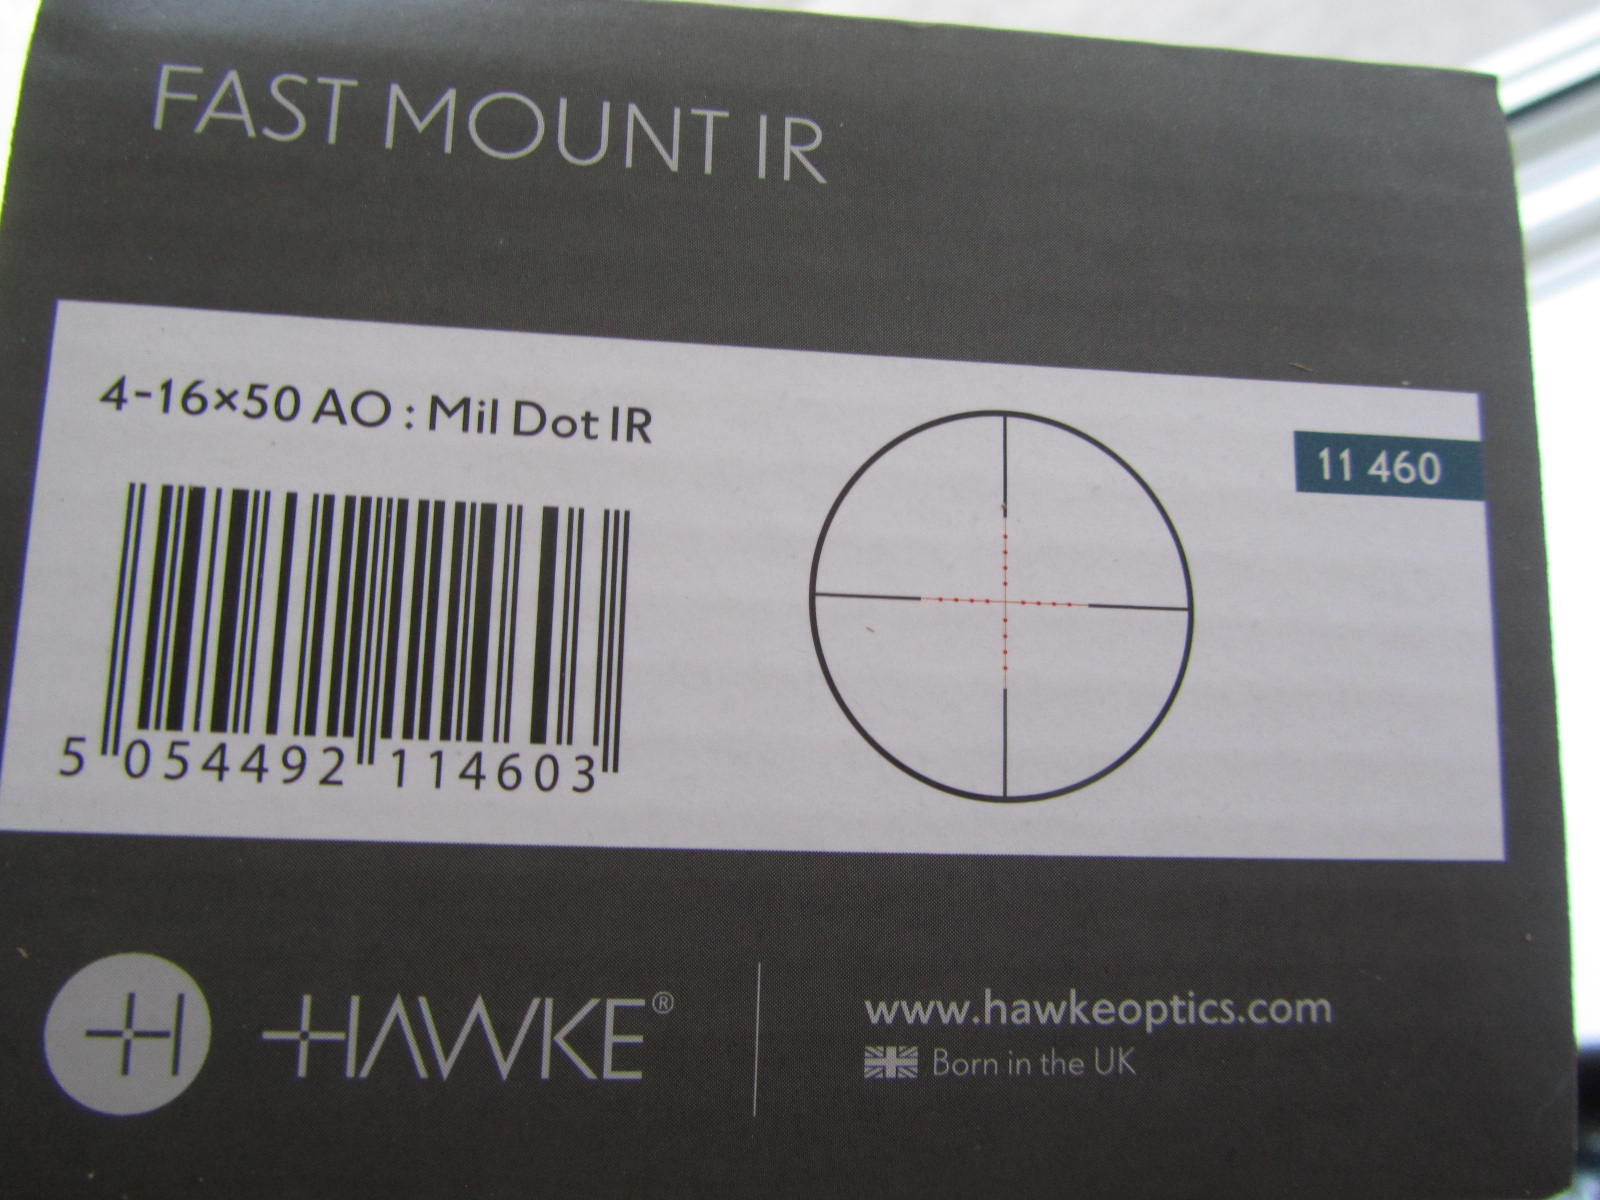 FAST MOUNT IR
4-16×50 AO : Mil Dot IR
11 460
5 054492 114603
HAWKE®
www.hawkeoptics.com
Born in the UK